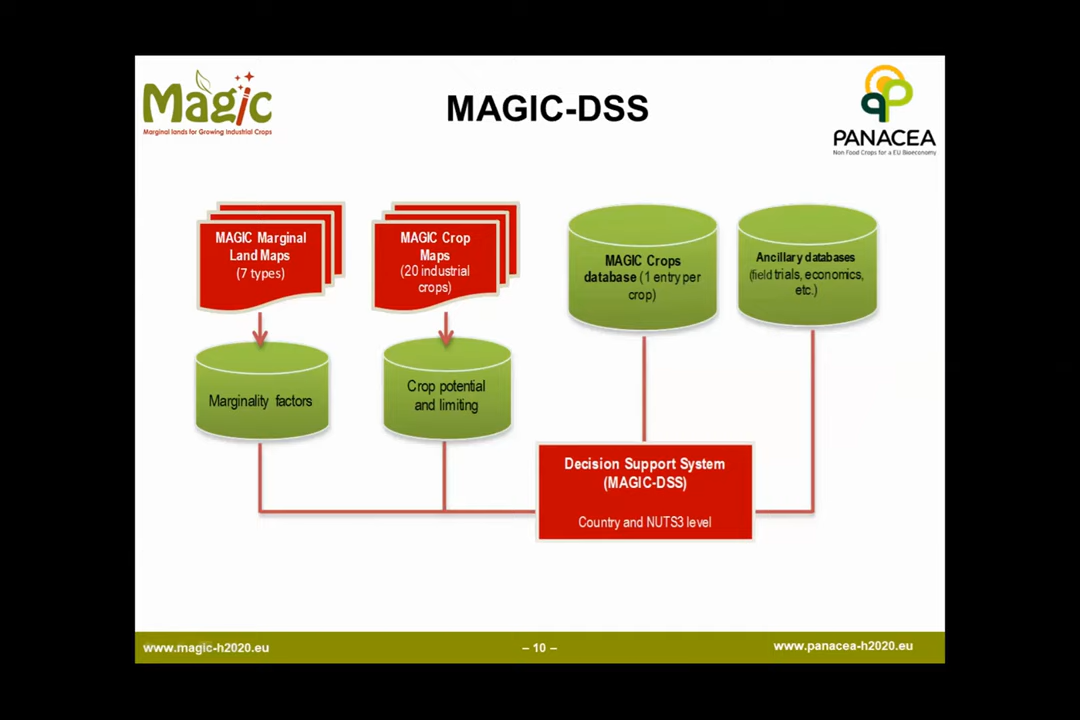 Magic
Marginal lands for Growing Industrial Crops
MAGIC-DSS
PANACEA
Non Food Crops for a EU Bioeconomy
MAGIC Marginal
Land Maps
(7 types)
MAGIC Crop
Maps
(20 industrial
crops)
MAGIC Crops
database (1 entry per
crop)
Ancillary databases
(field trials, economics,
etc.)
Marginality factors
Crop potential
and limiting
Decision Support System
(MAGIC-DSS)
Country and NUTS3 level
www.magic-h2020.eu
– 10 –
www.panacea-h2020.eu